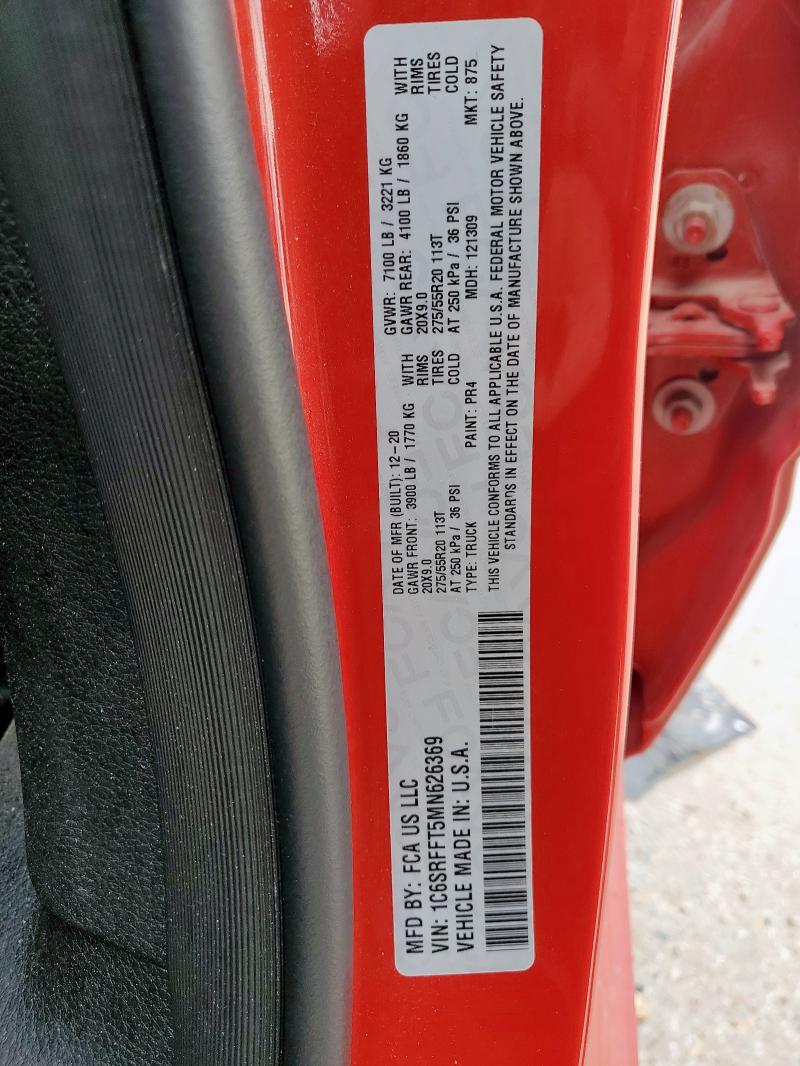 MFD BY: FCA US LLC
VIN: 1C6SRFFT5MN626369
VEHICLE MADE IN: U.S.A.
DATE OF MFR (BUILT): 12-20
GVWR: 7100 LB / 3221 KG
GAWR FRONT: 3900 LB / 1770 KG WITH
GAWR REAR: 4100 LB / 1860 KG WITH
20X9.0 RIMS
20X9.0 RIMS
275/55R20 113T TIRES
275/55R20 113T TIRES
AT 250 kPa / 36 PSI COLD
AT 250 kPa / 36 PSI COLD
TYPE: TRUCK PAINT: PR4 MDH: 121309 MKT: 875
THIS VEHICLE CONFORMS TO ALL APPLICABLE U.S.A. FEDERAL MOTOR VEHICLE SAFETY
STANDARDS IN EFFECT ON THE DATE OF MANUFACTURE SHOWN ABOVE.